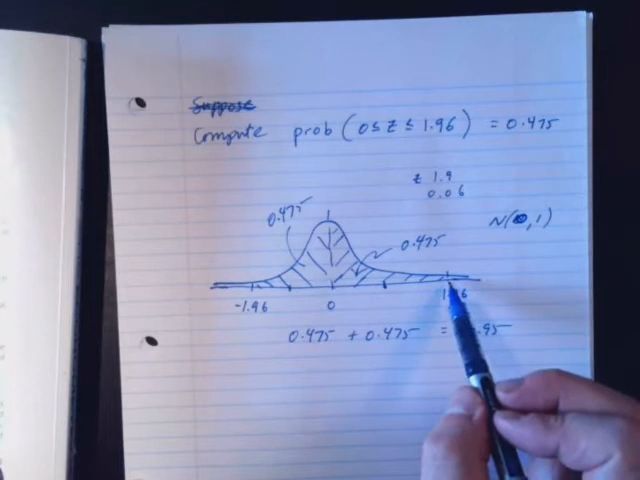 Suppose
Compute prob (0 ≤ z ≤ 1.96) = 0.475
z 1.9
0.06
N(0,1)
0.475
0.475
-1.96 0
0.475 + 0.475 =